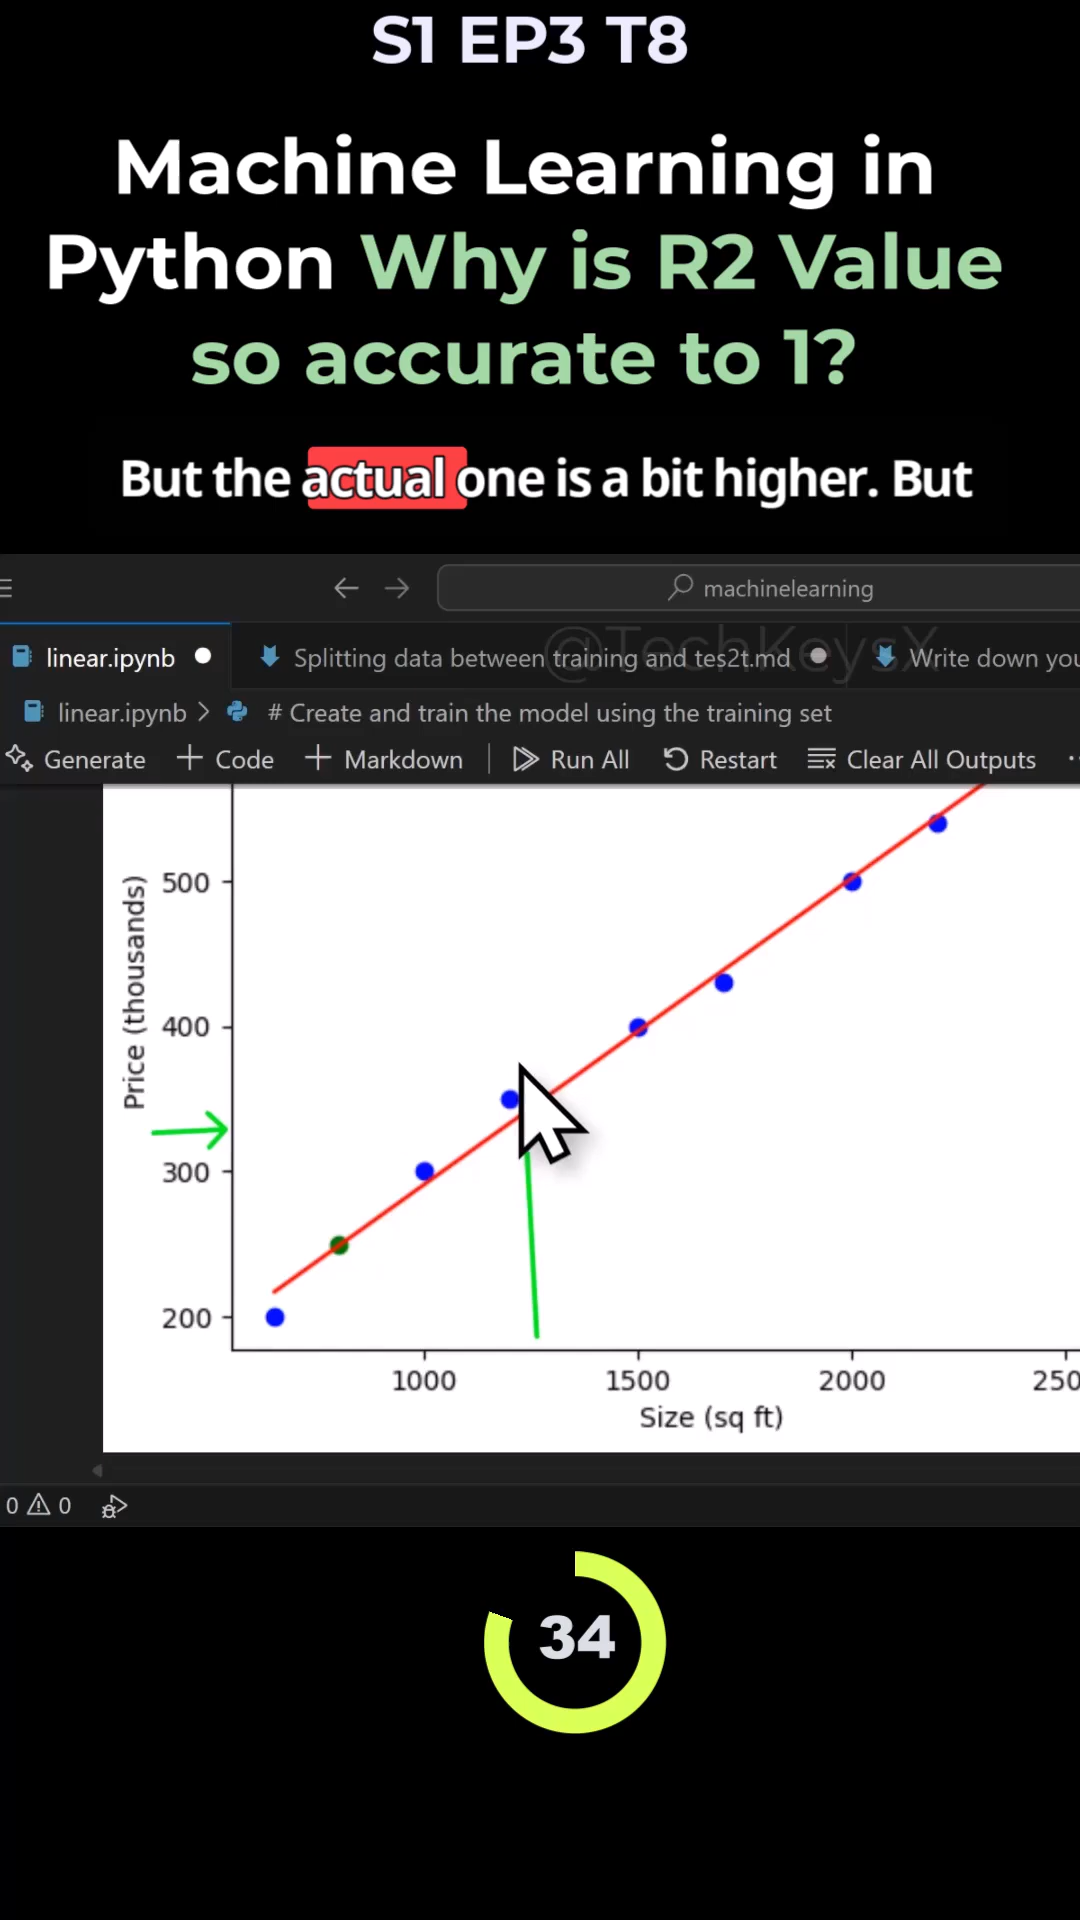 S1 EP3 T8
Machine Learning in
Python Why is R2 Value
so accurate to 1?
But the actual one is a bit higher. But
machinelearning
@TechKeysX
linear.ipynb
Splitting data between training and tes2t.md
Write down you
linear.ipynb > # Create and train the model using the training set
Generate + Code + Markdown | Run All Restart Clear All Outputs ··
Price (thousands)
500
400
300
200
1000 1500 2000 250
Size (sq ft)
0 0
34